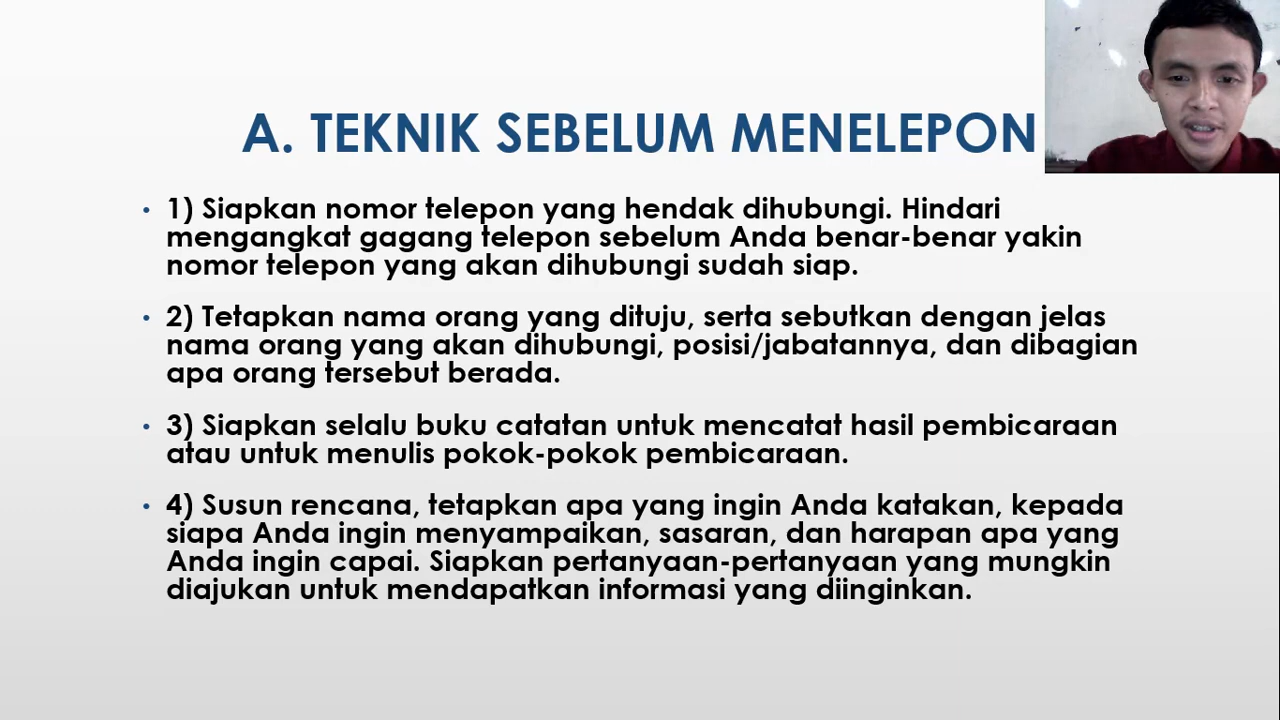 A. TEKNIK SEBELUM MENELEPON
• 1) Siapkan nomor telepon yang hendak dihubungi. Hindari
mengangkat gagang telepon sebelum Anda benar-benar yakin
nomor telepon yang akan dihubungi sudah siap.
• 2) Tetapkan nama orang yang dituju, serta sebutkan dengan jelas
nama orang yang akan dihubungi, posisi/jabatannya, dan dibagian
apa orang tersebut berada.
• 3) Siapkan selalu buku catatan untuk mencatat hasil pembicaraan
atau untuk menulis pokok-pokok pembicaraan.
• 4) Susun rencana, tetapkan apa yang ingin Anda katakan, kepada
siapa Anda ingin menyampaikan, sasaran, dan harapan apa yang
Anda ingin capai. Siapkan pertanyaan-pertanyaan yang mungkin
diajukan untuk mendapatkan informasi yang diinginkan.